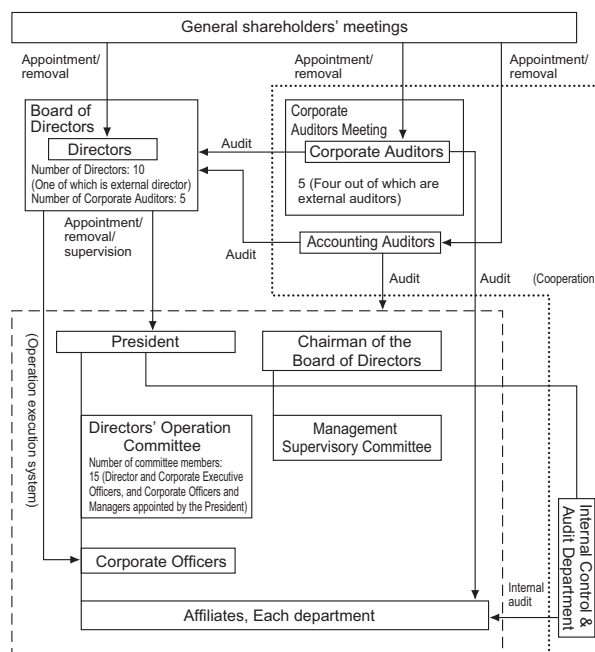 General shareholders' meetings
Appointment/
removal
Appointment/
removal
Appointment/
removal
Board of
Directors
Directors
Number of Directors: 10
(One of which is external director)
Number of Corporate Auditors: 5
Audit
Corporate
Auditors Meeting
Corporate Auditors
5 (Four out of which are
external auditors)
Appointment/
removal/
supervision
Audit
Accounting Auditors
Audit
Audit
(Cooperation
(Operation execution system)
President
Chairman of the
Board of Directors
Directors' Operation
Committee
Number of committee members:
15 (Director and Corporate Executive
Officers, and Corporate Officers and
Managers appointed by the President)
Management
Supervisory Committee
Internal Control &
Audit Department
Corporate Officers
Internal
audit
Affiliates, Each department